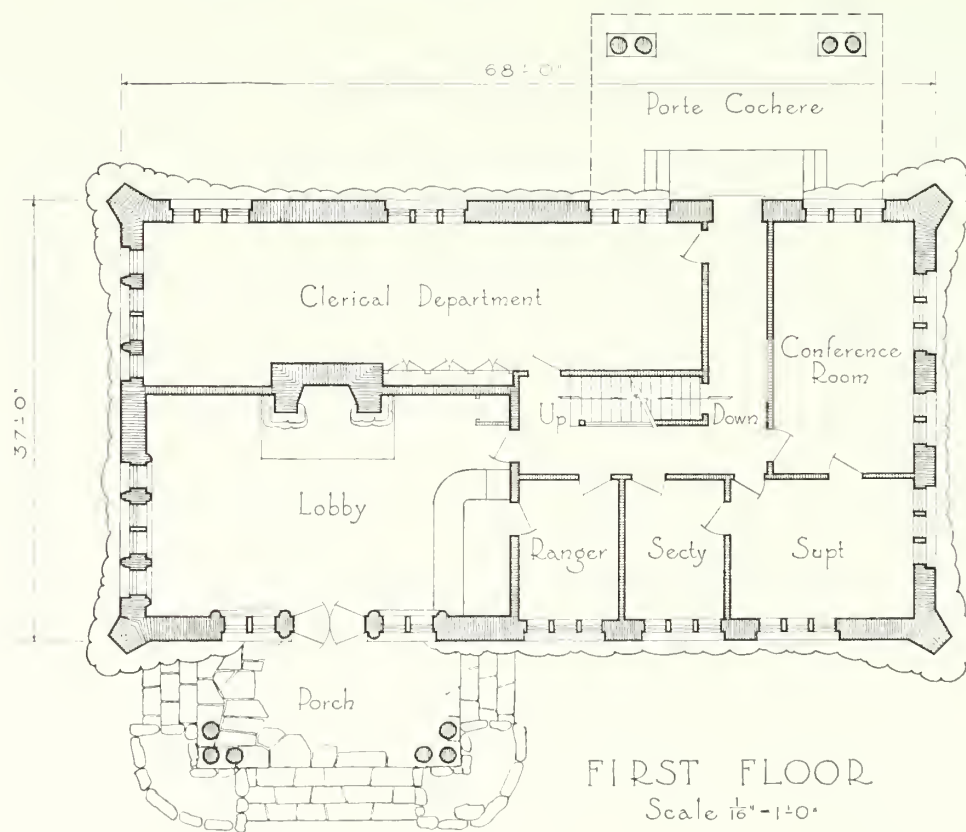 68'-0"
Porte Cochere
37'-0"
Clerical Department
Conference
Room
Up
Down
Lobby
Ranger
Secty
Supt
Porch
FIRST FLOOR
Scale 1/16"-1'-0"